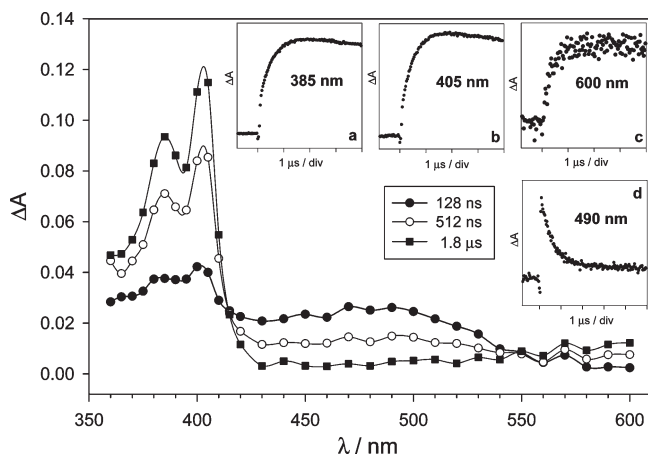 0.14
0.12
0.10
0.08
0.06
0.04
0.02
0.00
ΔA
350
400
450
500
550
600
λ / nm
ΔA
385 nm
a
1 µs / div
ΔA
405 nm
b
1 µs / div
ΔA
600 nm
c
1 µs / div
128 ns
512 ns
1.8 µs
ΔA
d
490 nm
1 µs / div